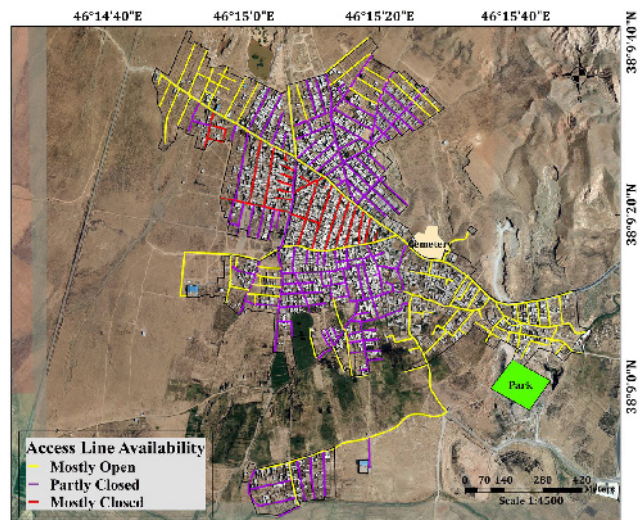 46°14'40"E 46°15'0"E 46°15'20"E 46°15'40"E
38°9'40"N
38°9'20"N
Cemetery
38°9'0"N
Park
Access Line Availability
Mostly Open
Partly Closed
Mostly Closed
0 70 140 280 420
Meters
Scale 1:4500